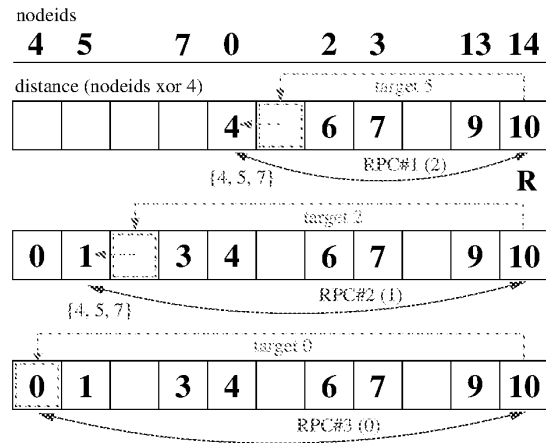 nodeids
4 5 7 0 2 3 13 14
distance (nodeids xor 4)
target 5
4 6 7 9 10
{4, 5, 7}
RPC#1 (2)
R
target 2
0 1 3 4 6 7 9 10
{4, 5, 7}
RPC#2 (1)
target 0
0 1 3 4 6 7 9 10
RPC#3 (0)